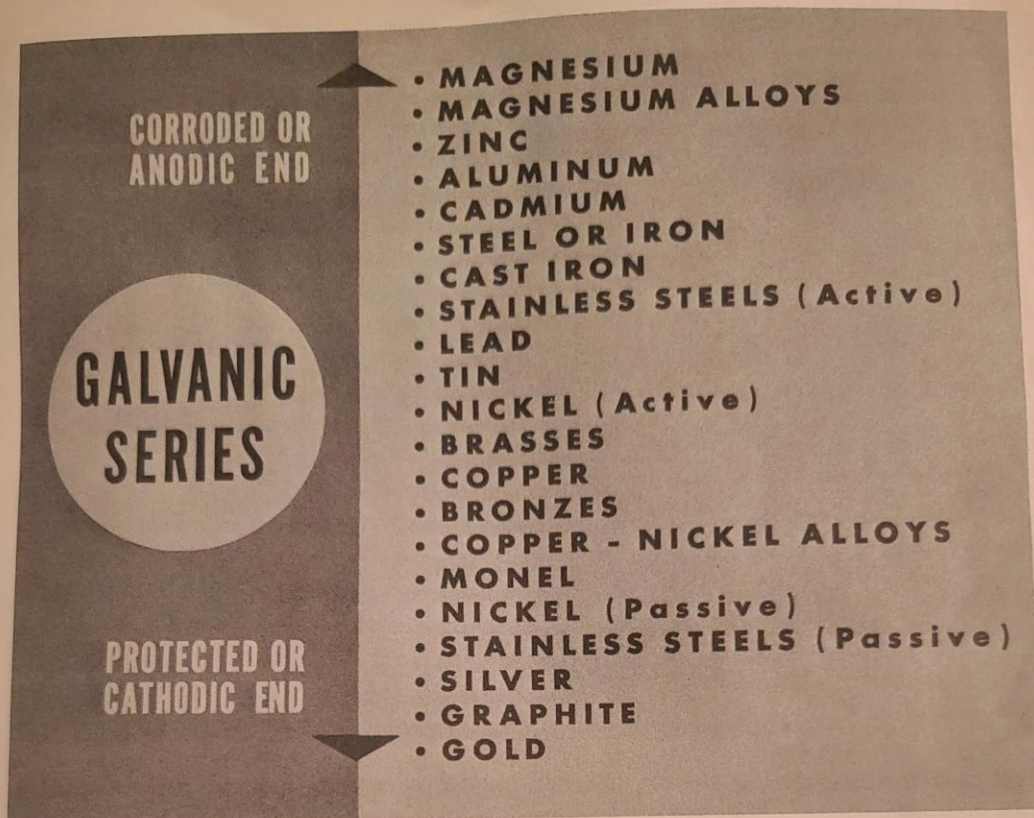 CORRODED OR
ANODIC END
GALVANIC
SERIES
PROTECTED OR
CATHODIC END
• MAGNESIUM
• MAGNESIUM ALLOYS
• ZINC
• ALUMINUM
• CADMIUM
• STEEL OR IRON
• CAST IRON
• STAINLESS STEELS (Active)
• LEAD
• TIN
• NICKEL (Active)
• BRASSES
• COPPER
• BRONZES
• COPPER - NICKEL ALLOYS
• MONEL
• NICKEL (Passive)
• STAINLESS STEELS (Passive)
• SILVER
• GRAPHITE
• GOLD